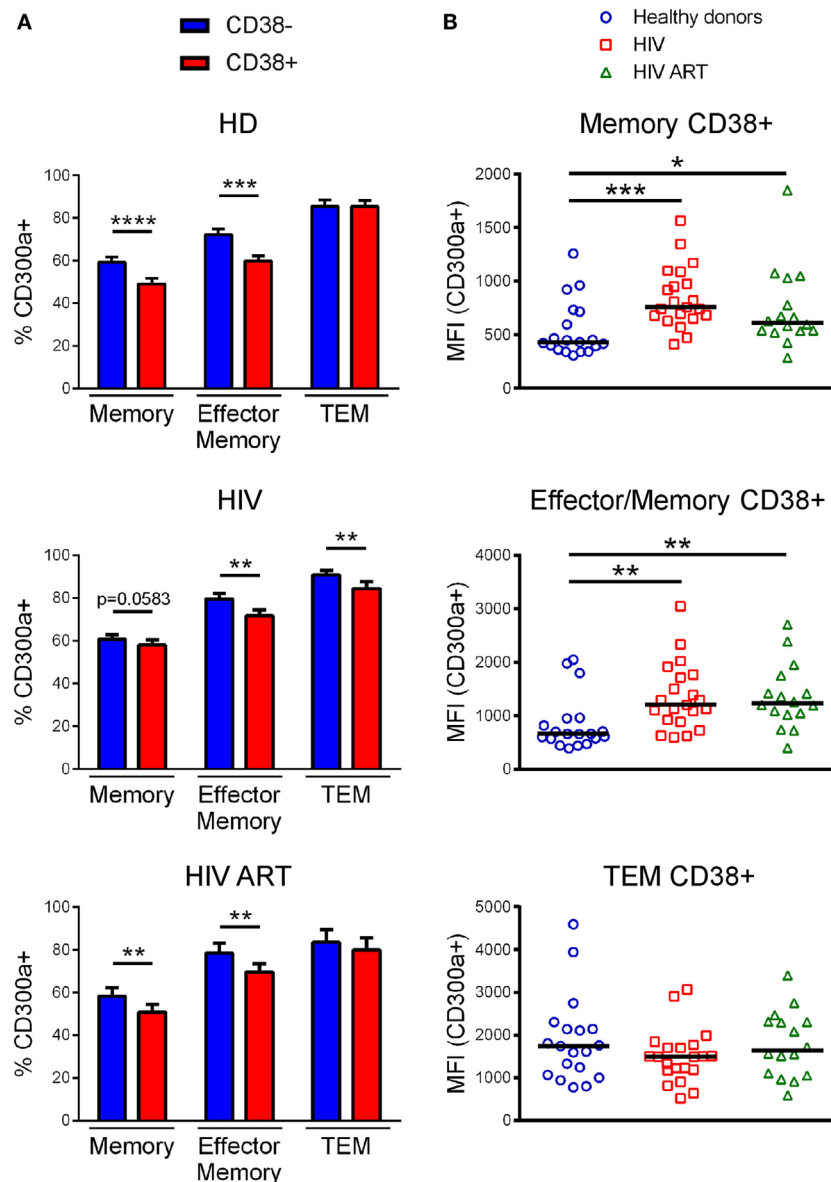 A
CD38-
CD38+
HD
% CD300a+
100
80
60
40
20
0
****
***
Memory
Effector
Memory
TEM
HIV
% CD300a+
100
80
60
40
20
0
p=0.0583
**
**
Memory
Effector
Memory
TEM
HIV ART
% CD300a+
100
80
60
40
20
0
**
**
Memory
Effector
Memory
TEM
B
Healthy donors
HIV
HIV ART
Memory CD38+
MFI (CD300a+)
2000
1500
1000
500
0
*
***
Effector/Memory CD38+
MFI (CD300a+)
4000
3000
2000
1000
0
**
**
TEM CD38+
MFI (CD300a+)
5000
4000
3000
2000
1000
0